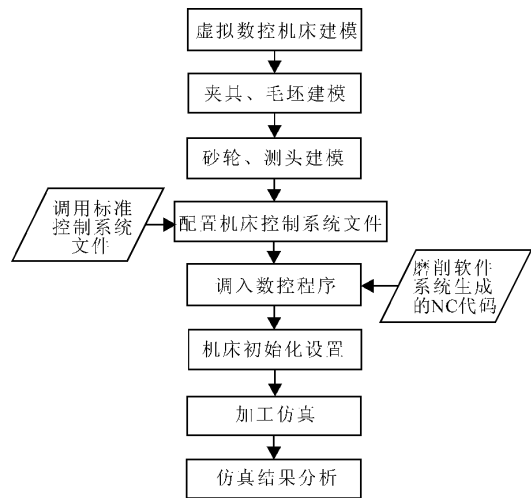 虚拟数控机床建模
夹具、毛坯建模
砂轮、测头建模
调用标准
控制系统
文件
配置机床控制系统文件
调入数控程序
磨削软件
系统生成
的NC代码
机床初始化设置
加工仿真
仿真结果分析